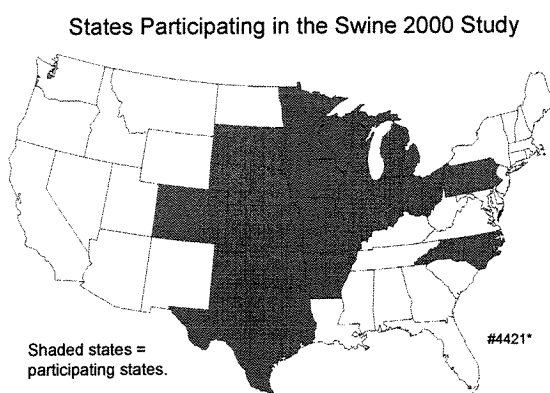 States Participating in the Swine 2000 Study
#4421*
Shaded states =
participating states.